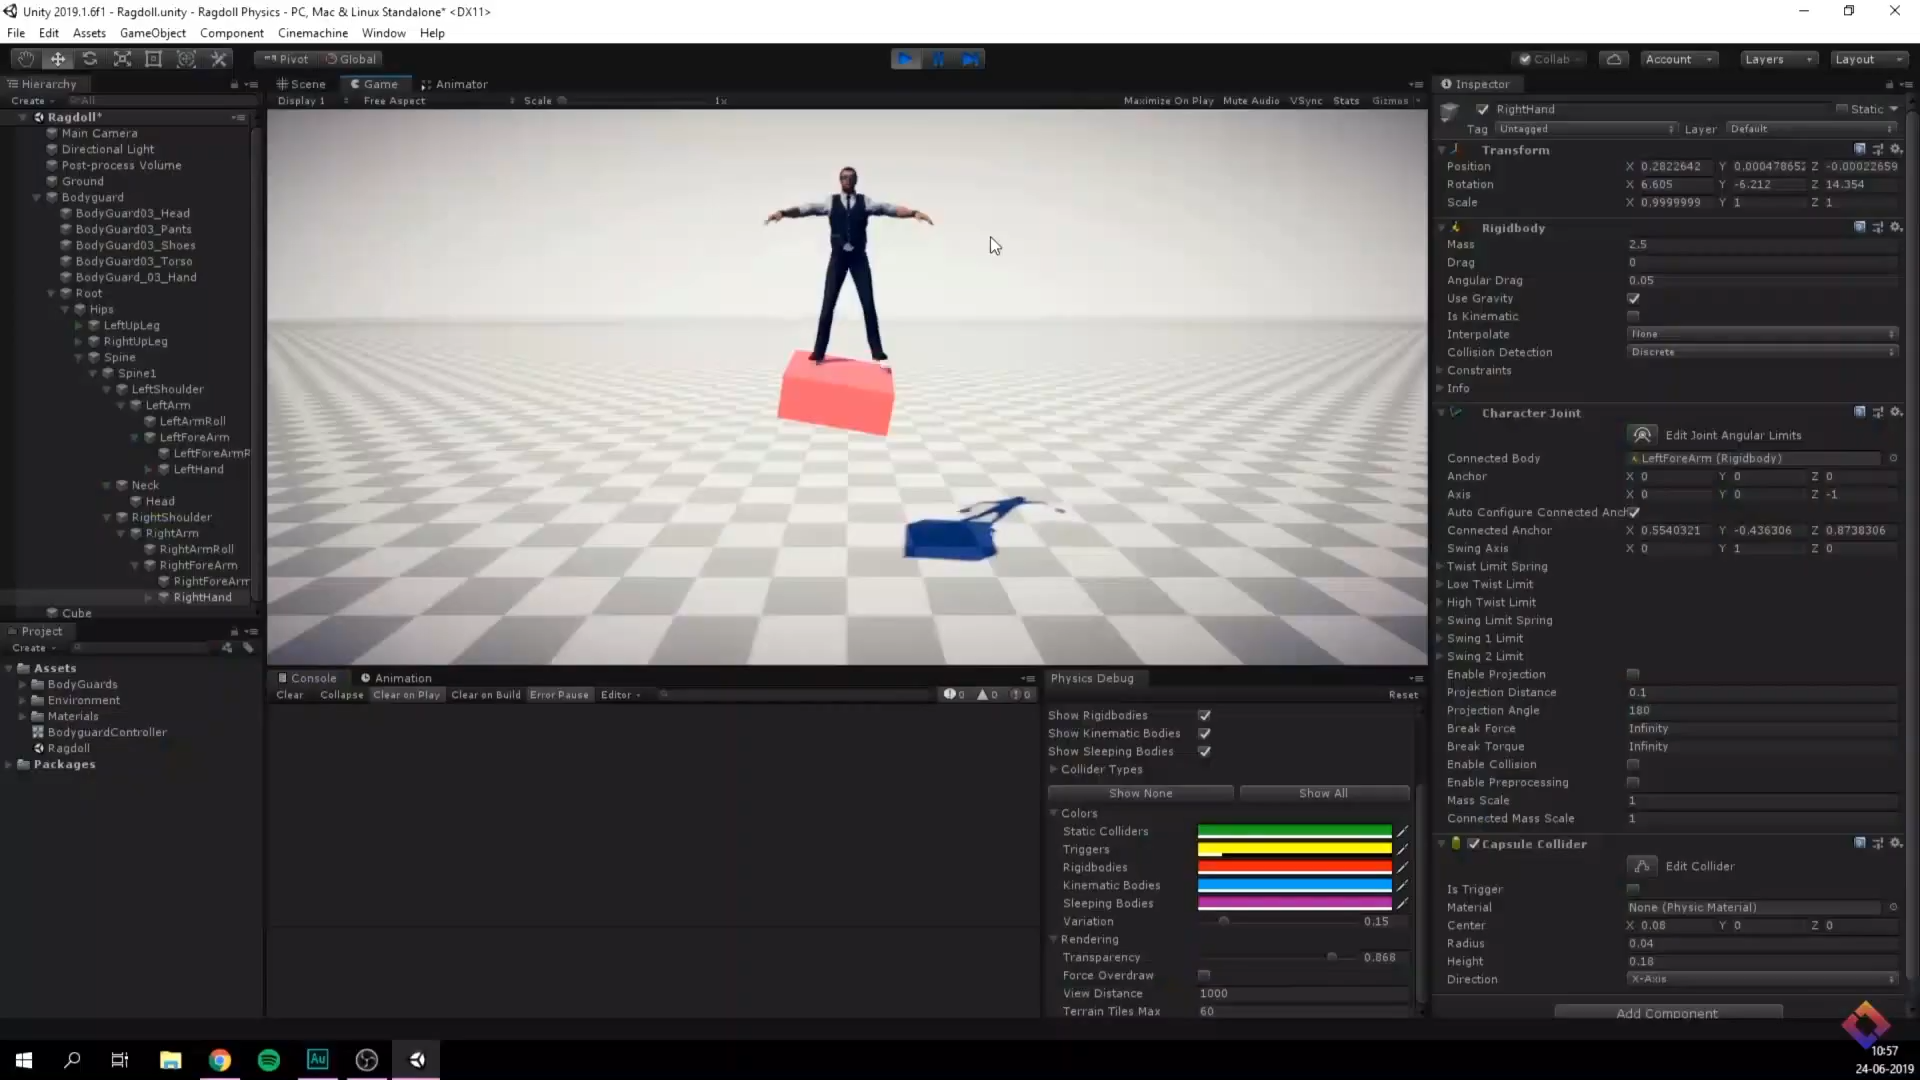 Unity 2019.1.6f1 - Ragdoll.unity - Ragdoll Physics - PC, Mac & Linux Standalone* <DX11>
File Edit Assets GameObject Component Cinemachine Window Help
Pivot Global
Collab Account Layers Layout
Hierarchy
Create All
Ragdoll*
Main Camera
Directional Light
Post-process Volume
Ground
Bodyguard
BodyGuard03_Head
BodyGuard03_Pants
BodyGuard03_Shoes
BodyGuard03_Torso
BodyGuard_03_Hand
Root
Hips
LeftUpLeg
RightUpLeg
Spine
Spine1
LeftShoulder
LeftArm
LeftArmRoll
LeftForeArm
LeftForeArmR
LeftHand
Neck
Head
RightShoulder
RightArm
RightArmRoll
RightForeArm
RightForeArm
RightHand
Cube
Project
Create
Assets
BodyGuards
Environment
Materials
BodyguardController
Ragdoll
Packages
Scene Game Animator
Display 1 Free Aspect Scale 1x Maximize On Play Mute Audio VSync Stats Gizmos
Console Animation
Clear Collapse Clear on Play Clear on Build Error Pause Editor 0 0 0
Physics Debug
Reset
Show Rigidbodies
Show Kinematic Bodies
Show Sleeping Bodies
Collider Types
Show None Show All
Colors
Static Colliders
Triggers
Rigidbodies
Kinematic Bodies
Sleeping Bodies
Variation 0.15
Rendering
Transparency 0.868
Force Overdraw
View Distance 1000
Terrain Tiles Max 60
Inspector
RightHand Static
Tag Untagged Layer Default
Transform
Position X 0.2822642 Y 0.000478652 Z -0.00022659
Rotation X 6.605 Y -6.212 Z 14.354
Scale X 0.9999999 Y 1 Z 1
Rigidbody
Mass 2.5
Drag 0
Angular Drag 0.05
Use Gravity
Is Kinematic
Interpolate None
Collision Detection Discrete
Constraints
Info
Character Joint
Edit Joint Angular Limits
Connected Body LeftForeArm (Rigidbody)
Anchor X 0 Y 0 Z 0
Axis X 0 Y 0 Z -1
Auto Configure Connected Anch
Connected Anchor X 0.5540321 Y -0.436306 Z 0.8738306
Swing Axis X 0 Y 1 Z 0
Twist Limit Spring
Low Twist Limit
High Twist Limit
Swing Limit Spring
Swing 1 Limit
Swing 2 Limit
Enable Projection
Projection Distance 0.1
Projection Angle 180
Break Force Infinity
Break Torque Infinity
Enable Collision
Enable Preprocessing
Mass Scale 1
Connected Mass Scale 1
Capsule Collider
Edit Collider
Is Trigger
Material None (Physic Material)
Center X 0.08 Y 0 Z 0
Radius 0.04
Height 0.18
Direction X-Axis
Add Component
Au
10:57
24-06-2019